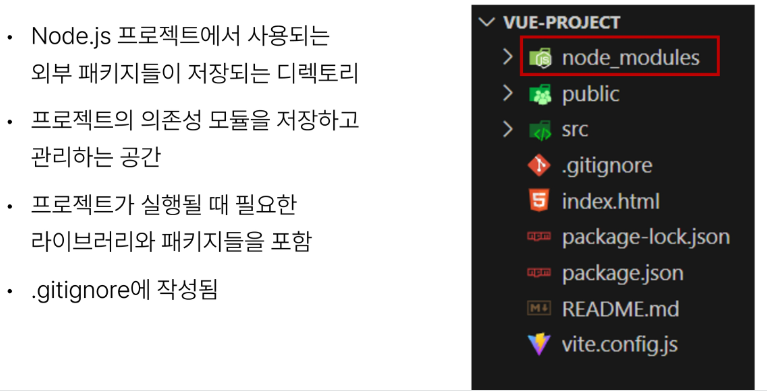 • Node.js 프로젝트에서 사용되는
외부 패키지들이 저장되는 디렉토리
• 프로젝트의 의존성 모듈을 저장하고
관리하는 공간
• 프로젝트가 실행될 때 필요한
라이브러리와 패키지들을 포함
• .gitignore에 작성됨
VUE-PROJECT
node_modules
public
src
.gitignore
index.html
package-lock.json
package.json
README.md
vite.config.js